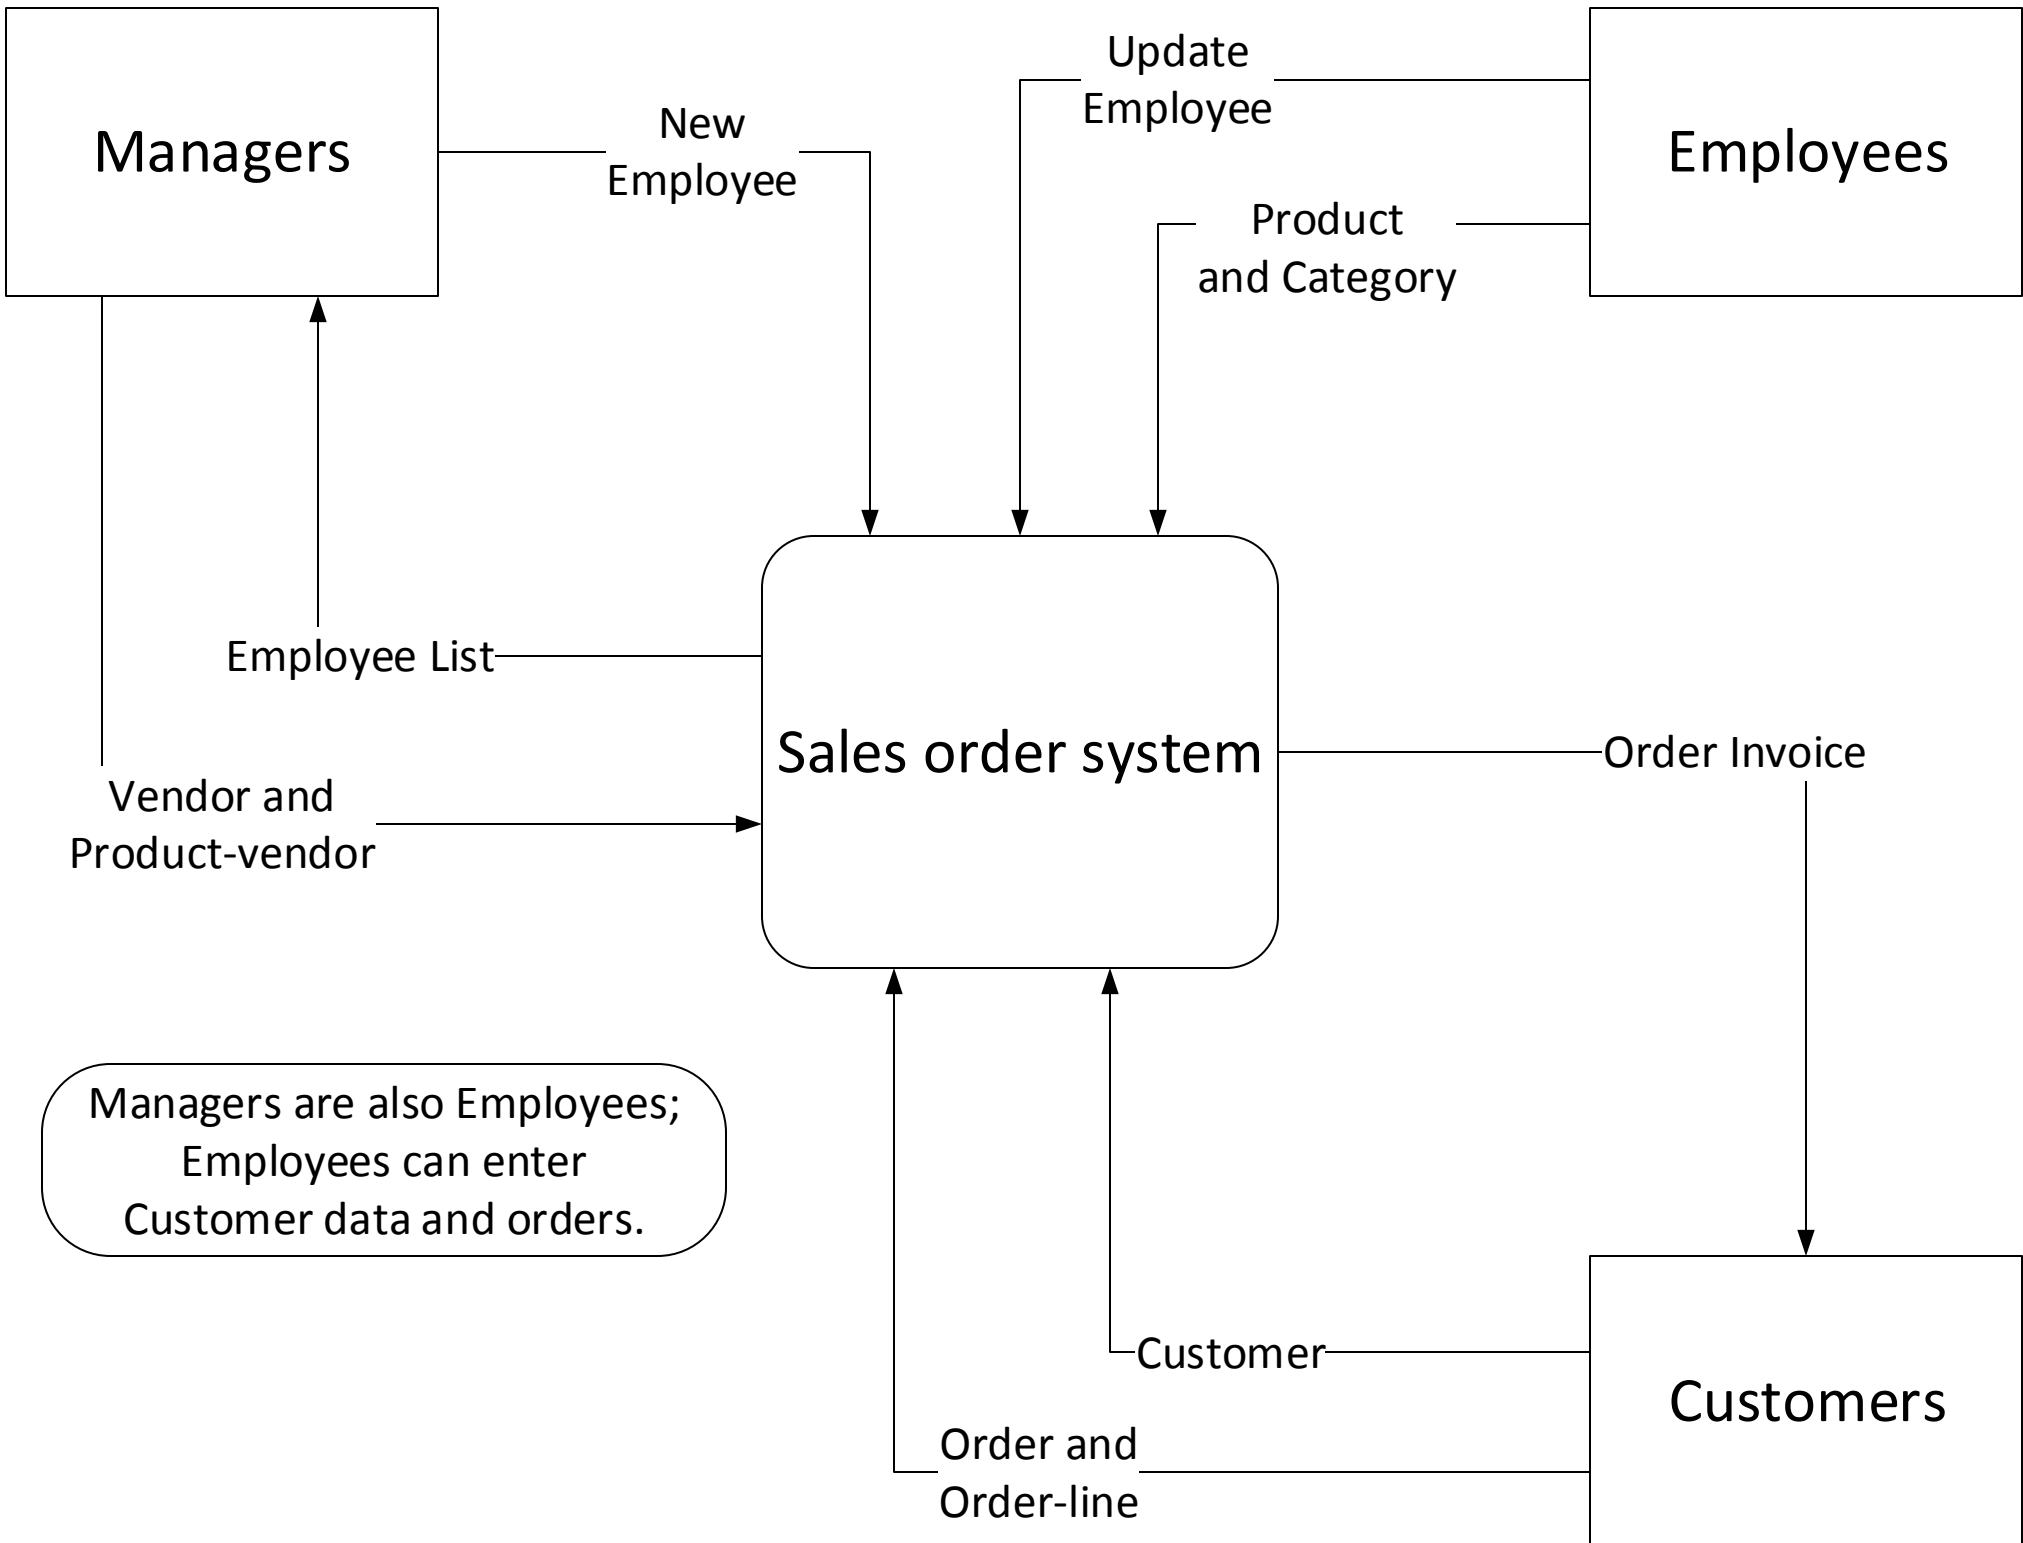 Managers
New
Employee
Update
Employee
Product
and Category
Employees
Employee List
Vendor and
Product-vendor
Sales order system
Order Invoice
Managers are also Employees;
Employees can enter
Customer data and orders.
Customer
Order and
Order-line
Customers